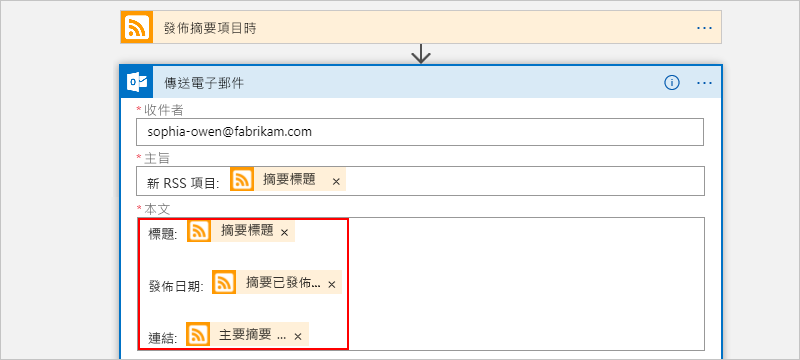 發佈摘要項目時 ...
傳送電子郵件 ...
* 收件者
sophia-owen@fabrikam.com
* 主旨
新 RSS 項目: 摘要標題 ×
* 本文
標題: 摘要標題 ×
發佈日期: 摘要已發佈... ×
連結: 主要摘要 ... ×